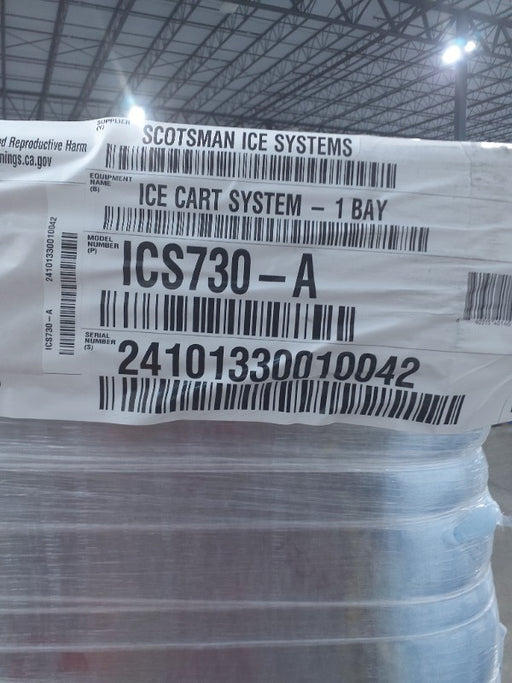 d Reproductive Harm
nings.ca.gov
SUPPLIER
(V)
SCOTSMAN ICE SYSTEMS
EQUIPMENT
NAME
(B)
ICE CART SYSTEM – 1 BAY
MODEL
NUMBER
(P)
ICS730–A
SERIAL
NUMBER
(S)
24101330010042
ICS730–A
24101330010042